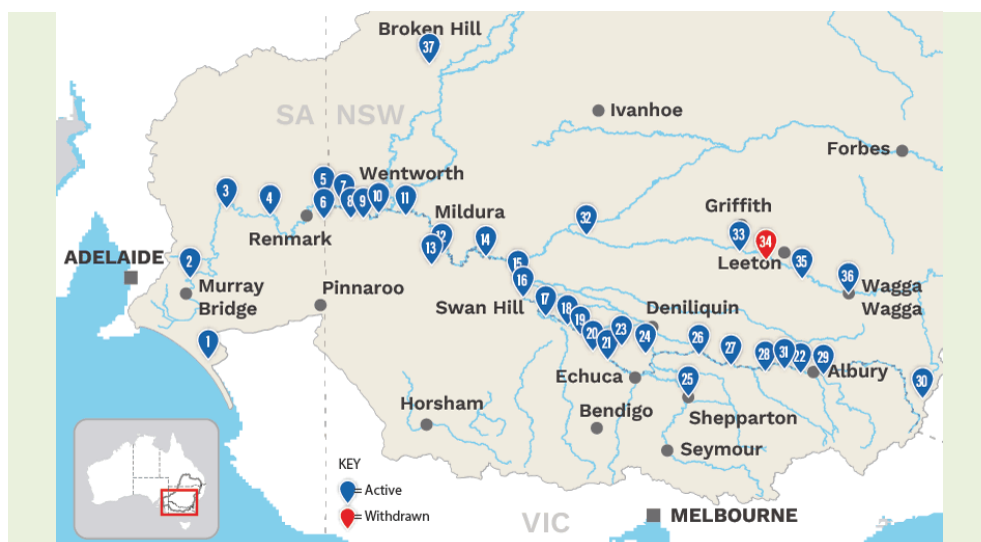 Broken Hill
37
Ivanhoe
SA NSW
Forbes
5
7
Wentworth
3
4
6
8
9
10
11
Griffith
Mildura
32
Renmark
12
13
14
33
34
Leeton
35
ADELAIDE
2
15
16
36
Wagga
Wagga
Murray
Bridge
Pinnaroo
Swan Hill
17
18
19
20
21
23
24
Deniliquin
26
27
28
31
22
29
Albury
1
Echuca
25
30
Horsham
Bendigo
Shepparton
Seymour
KEY
= Active
= Withdrawn
VIC
MELBOURNE